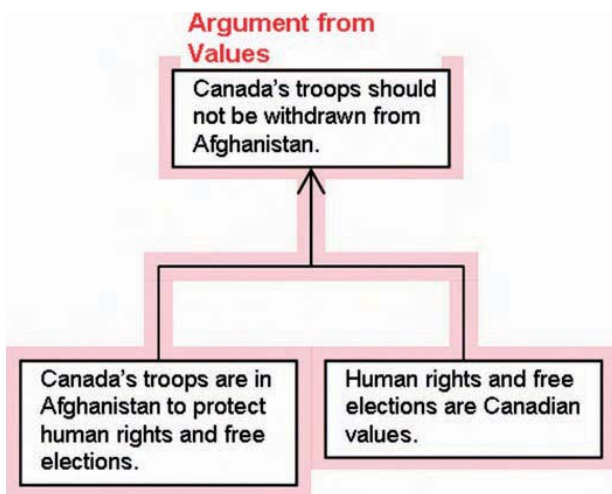 Argument from
Values
Canada's troops should
not be withdrawn from
Afghanistan.
Canada's troops are in
Afghanistan to protect
human rights and free
elections.
Human rights and free
elections are Canadian
values.